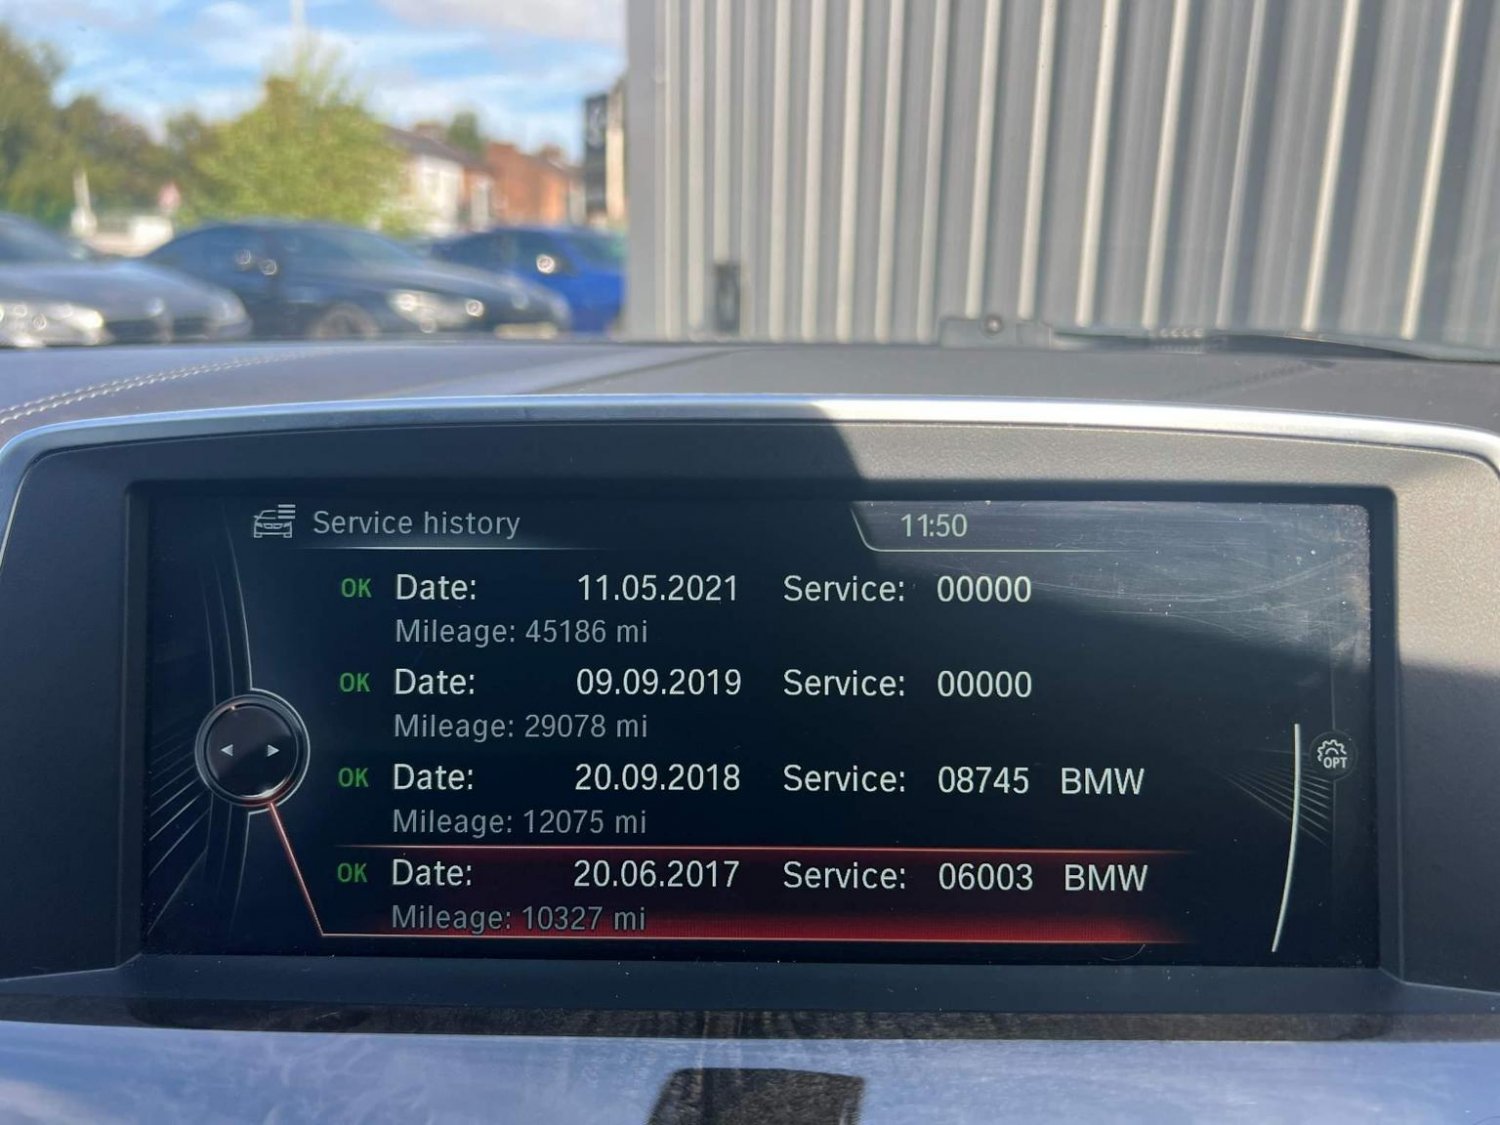 Service history 11:50
OK Date: 11.05.2021 Service: 00000
Mileage: 45186 mi
OK Date: 09.09.2019 Service: 00000
Mileage: 29078 mi
OK Date: 20.09.2018 Service: 08745 BMW
Mileage: 12075 mi
OPT
OK Date: 20.06.2017 Service: 06003 BMW
Mileage: 10327 mi